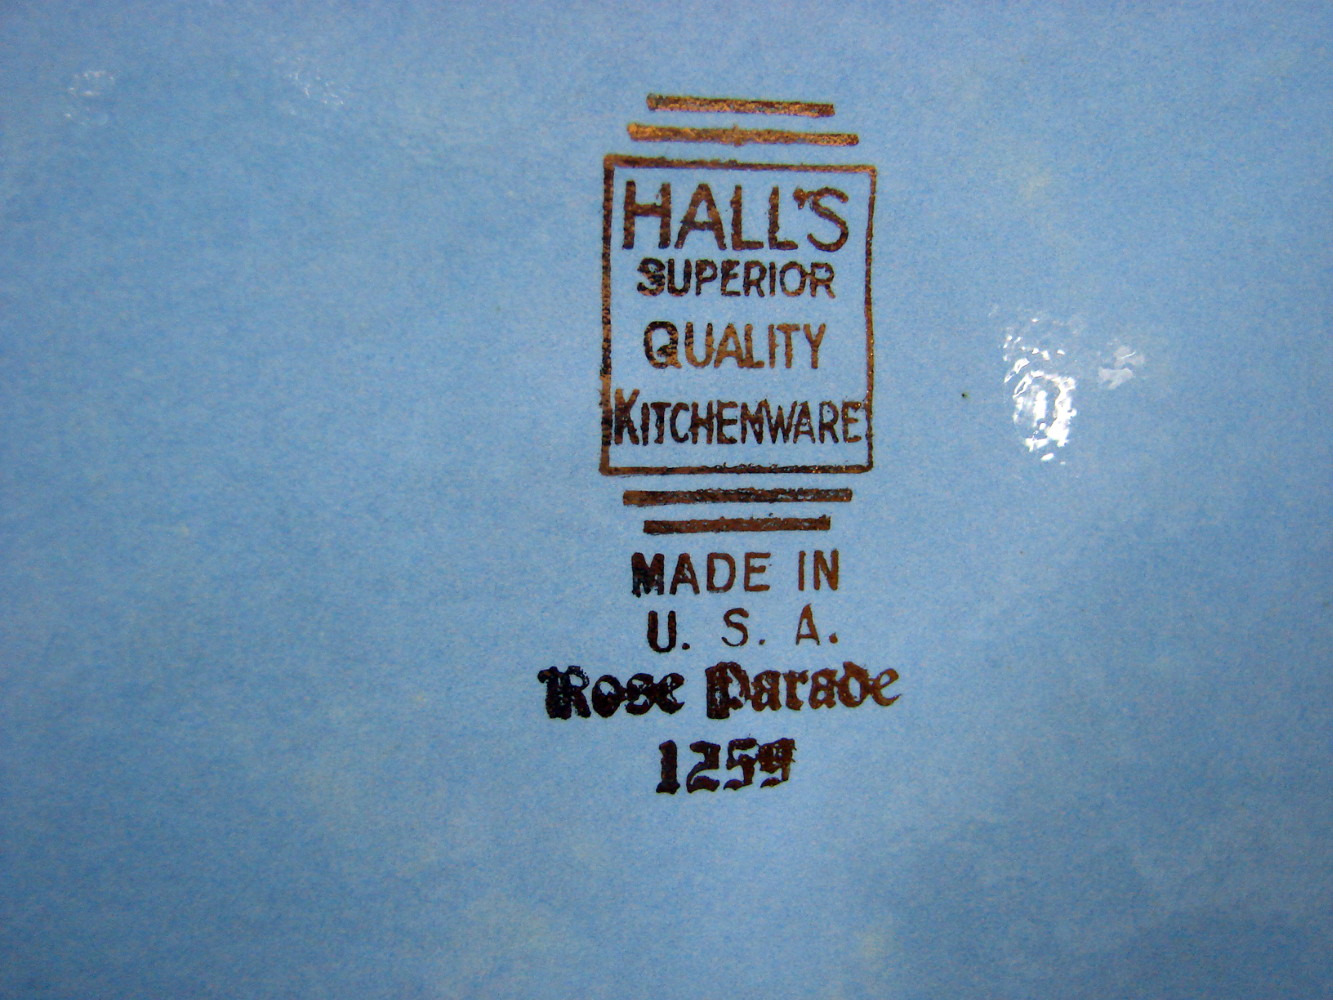 HALL'S
SUPERIOR
QUALITY
KITCHENWARE
MADE IN
U. S. A.
Rose Parade
1259